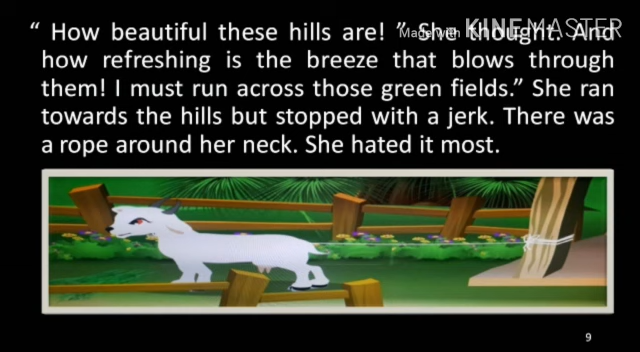 “ How beautiful these hills are! ” She thought. And
Made with KINEMASTER
how refreshing is the breeze that blows through
them! I must run across those green fields.” She ran
towards the hills but stopped with a jerk. There was
a rope around her neck. She hated it most.
9